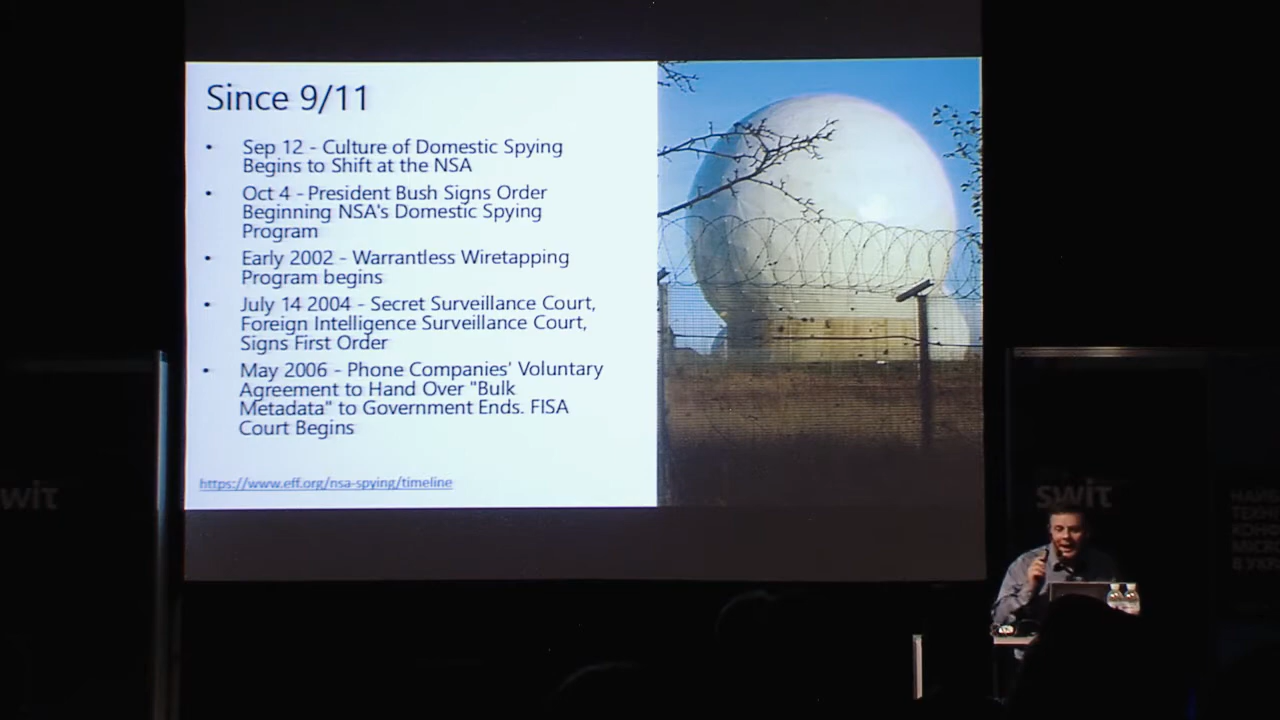 Since 9/11
• Sep 12 - Culture of Domestic Spying
Begins to Shift at the NSA
• Oct 4 - President Bush Signs Order
Beginning NSA's Domestic Spying
Program
• Early 2002 - Warrantless Wiretapping
Program begins
• July 14 2004 - Secret Surveillance Court,
Foreign Intelligence Surveillance Court,
Signs First Order
• May 2006 - Phone Companies' Voluntary
Agreement to Hand Over "Bulk
Metadata" to Government Ends. FISA
Court Begins
https://www.eff.org/nsa-spying/timeline
wit
swit